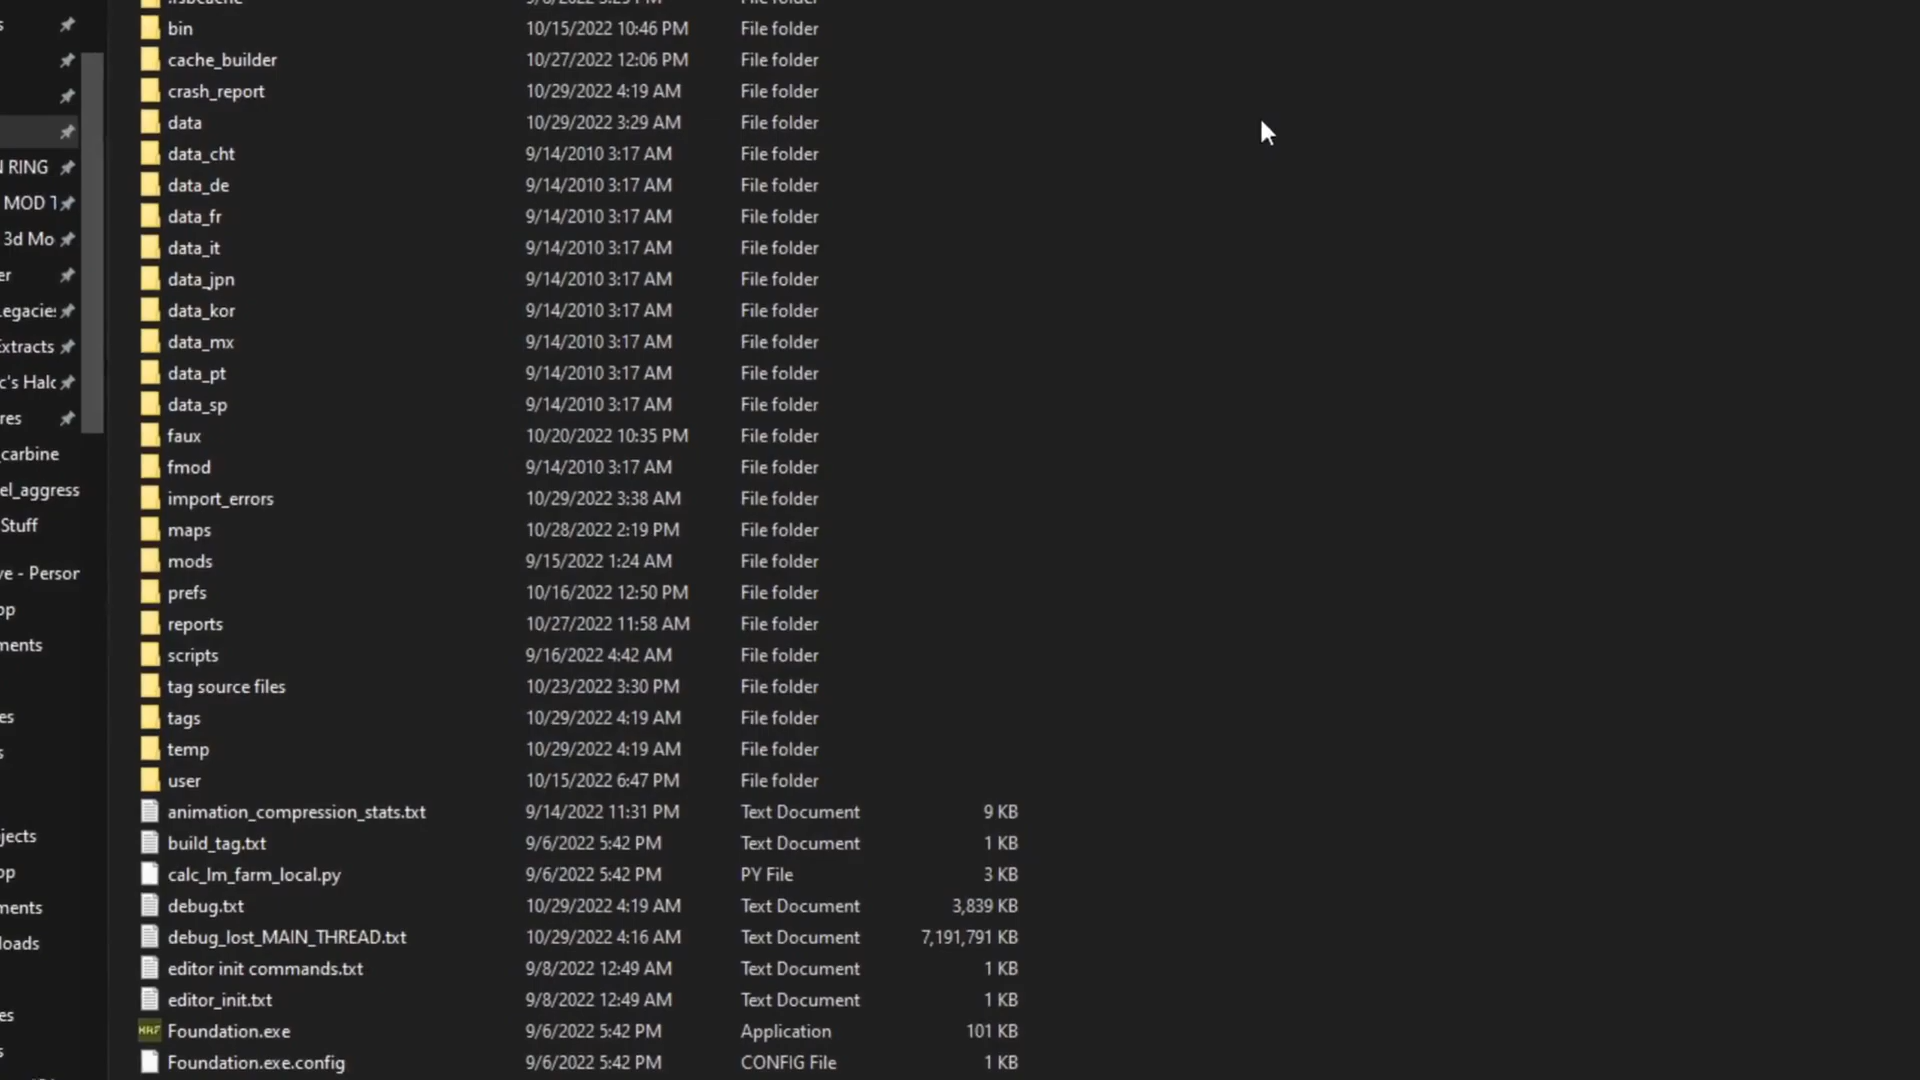 bin 10/15/2022 10:46 PM File folder
cache_builder 10/27/2022 12:06 PM File folder
crash_report 10/29/2022 4:19 AM File folder
data 10/29/2022 3:29 AM File folder
data_cht 9/14/2010 3:17 AM File folder
N RING data_de 9/14/2010 3:17 AM File folder
MOD T data_fr 9/14/2010 3:17 AM File folder
3d Mo data_it 9/14/2010 3:17 AM File folder
er data_jpn 9/14/2010 3:17 AM File folder
Legacies data_kor 9/14/2010 3:17 AM File folder
Extracts data_mx 9/14/2010 3:17 AM File folder
c's Halo data_pt 9/14/2010 3:17 AM File folder
res data_sp 9/14/2010 3:17 AM File folder
carbine faux 10/20/2022 10:35 PM File folder
fmod 9/14/2010 3:17 AM File folder
el_aggress import_errors 10/29/2022 3:38 AM File folder
Stuff maps 10/28/2022 2:19 PM File folder
ve - Person mods 9/15/2022 1:24 AM File folder
op prefs 10/16/2022 12:50 PM File folder
ments reports 10/27/2022 11:58 AM File folder
scripts 9/16/2022 4:42 AM File folder
tag source files 10/23/2022 3:30 PM File folder
es tags 10/29/2022 4:19 AM File folder
s temp 10/29/2022 4:19 AM File folder
user 10/15/2022 6:47 PM File folder
animation_compression_stats.txt 9/14/2022 11:31 PM Text Document 9 KB
jects build_tag.txt 9/6/2022 5:42 PM Text Document 1 KB
op calc_lm_farm_local.py 9/6/2022 5:42 PM PY File 3 KB
ments debug.txt 10/29/2022 4:19 AM Text Document 3,839 KB
loads debug_lost_MAIN_THREAD.txt 10/29/2022 4:16 AM Text Document 7,191,791 KB
editor init commands.txt 9/8/2022 12:49 AM Text Document 1 KB
es editor_init.txt 9/8/2022 12:49 AM Text Document 1 KB
Foundation.exe 9/6/2022 5:42 PM Application 101 KB
s Foundation.exe.config 9/6/2022 5:42 PM CONFIG File 1 KB